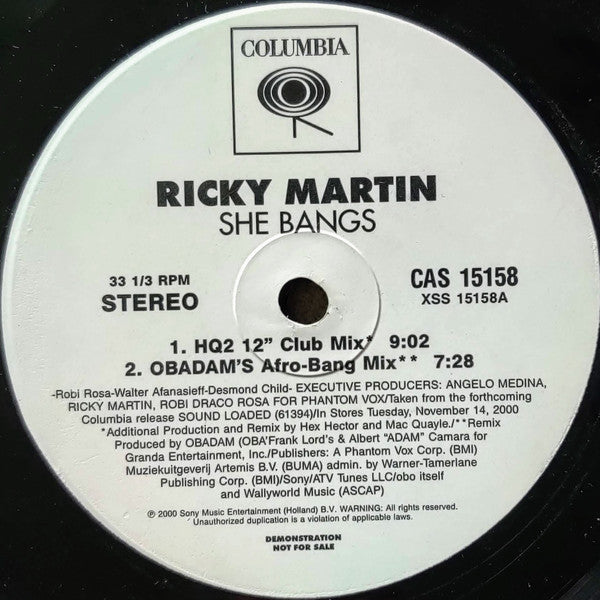 COLUMBIA
RICKY MARTIN
SHE BANGS
33 1/3 RPM
STEREO
CAS 15158
XSS 15158A
1. HQ2 12” Club Mix* 9:02
2. OBADAM'S Afro-Bang Mix** 7:28
-Robi Rosa-Walter Afanasieff-Desmond Child- EXECUTIVE PRODUCERS: ANGELO MEDINA,
RICKY MARTIN, ROBI DRACO ROSA FOR PHANTOM VOX/Taken from the forthcoming
Columbia release SOUND LOADED (61394)/In Stores Tuesday, November 14, 2000
*Additional Production and Remix by Hex Hector and Mac Quayle./**Remix
Produced by OBADAM (OBA'Frank Lord's & Albert “ADAM” Camara for
Granda Entertainment, Inc./Publishers: A Phantom Vox Corp. (BMI)
Muziekuitgeverij Artemis B.V. (BUMA) admin. by Warner-Tamerlane
Publishing Corp. (BMI)/Sony/ATV Tunes LLC/obo itself
and Wallyworld Music (ASCAP)
℗ 2000 Sony Music Entertainment (Holland) B.V. WARNING: All rights reserved.
Unauthorized duplication is a violation of applicable laws.
DEMONSTRATION
NOT FOR SALE